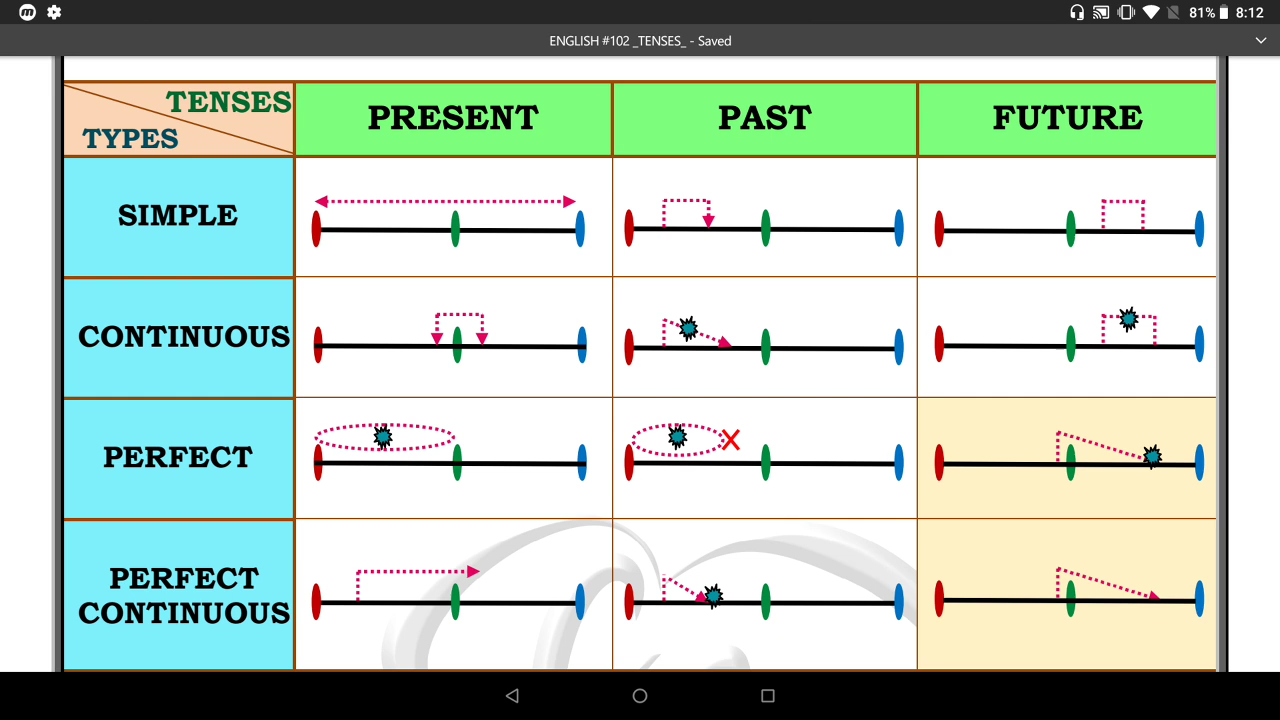 81% 8:12
ENGLISH #102 _TENSES_ - Saved
TENSES
TYPES
PRESENT
PAST
FUTURE
SIMPLE
CONTINUOUS
PERFECT
PERFECT
CONTINUOUS